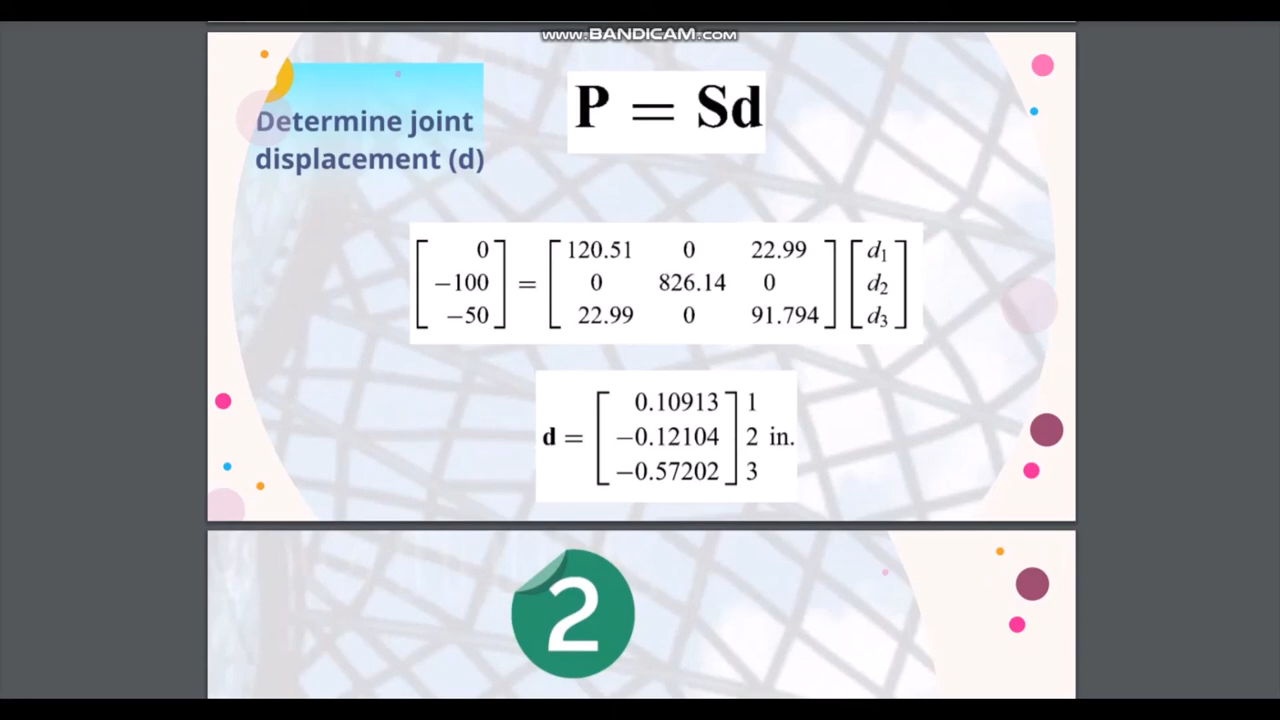 www.BANDICAM.com
Determine joint
displacement (d)
P = Sd
[ 0 ] [ 120.51 0 22.99 ] [ d₁ ]
[ −100 ] = [ 0 826.14 0 ] [ d₂ ]
[ −50 ] [ 22.99 0 91.794 ] [ d₃ ]
[ 0.10913 ] 1
d = [ −0.12104 ] 2 in.
[ −0.57202 ] 3
2